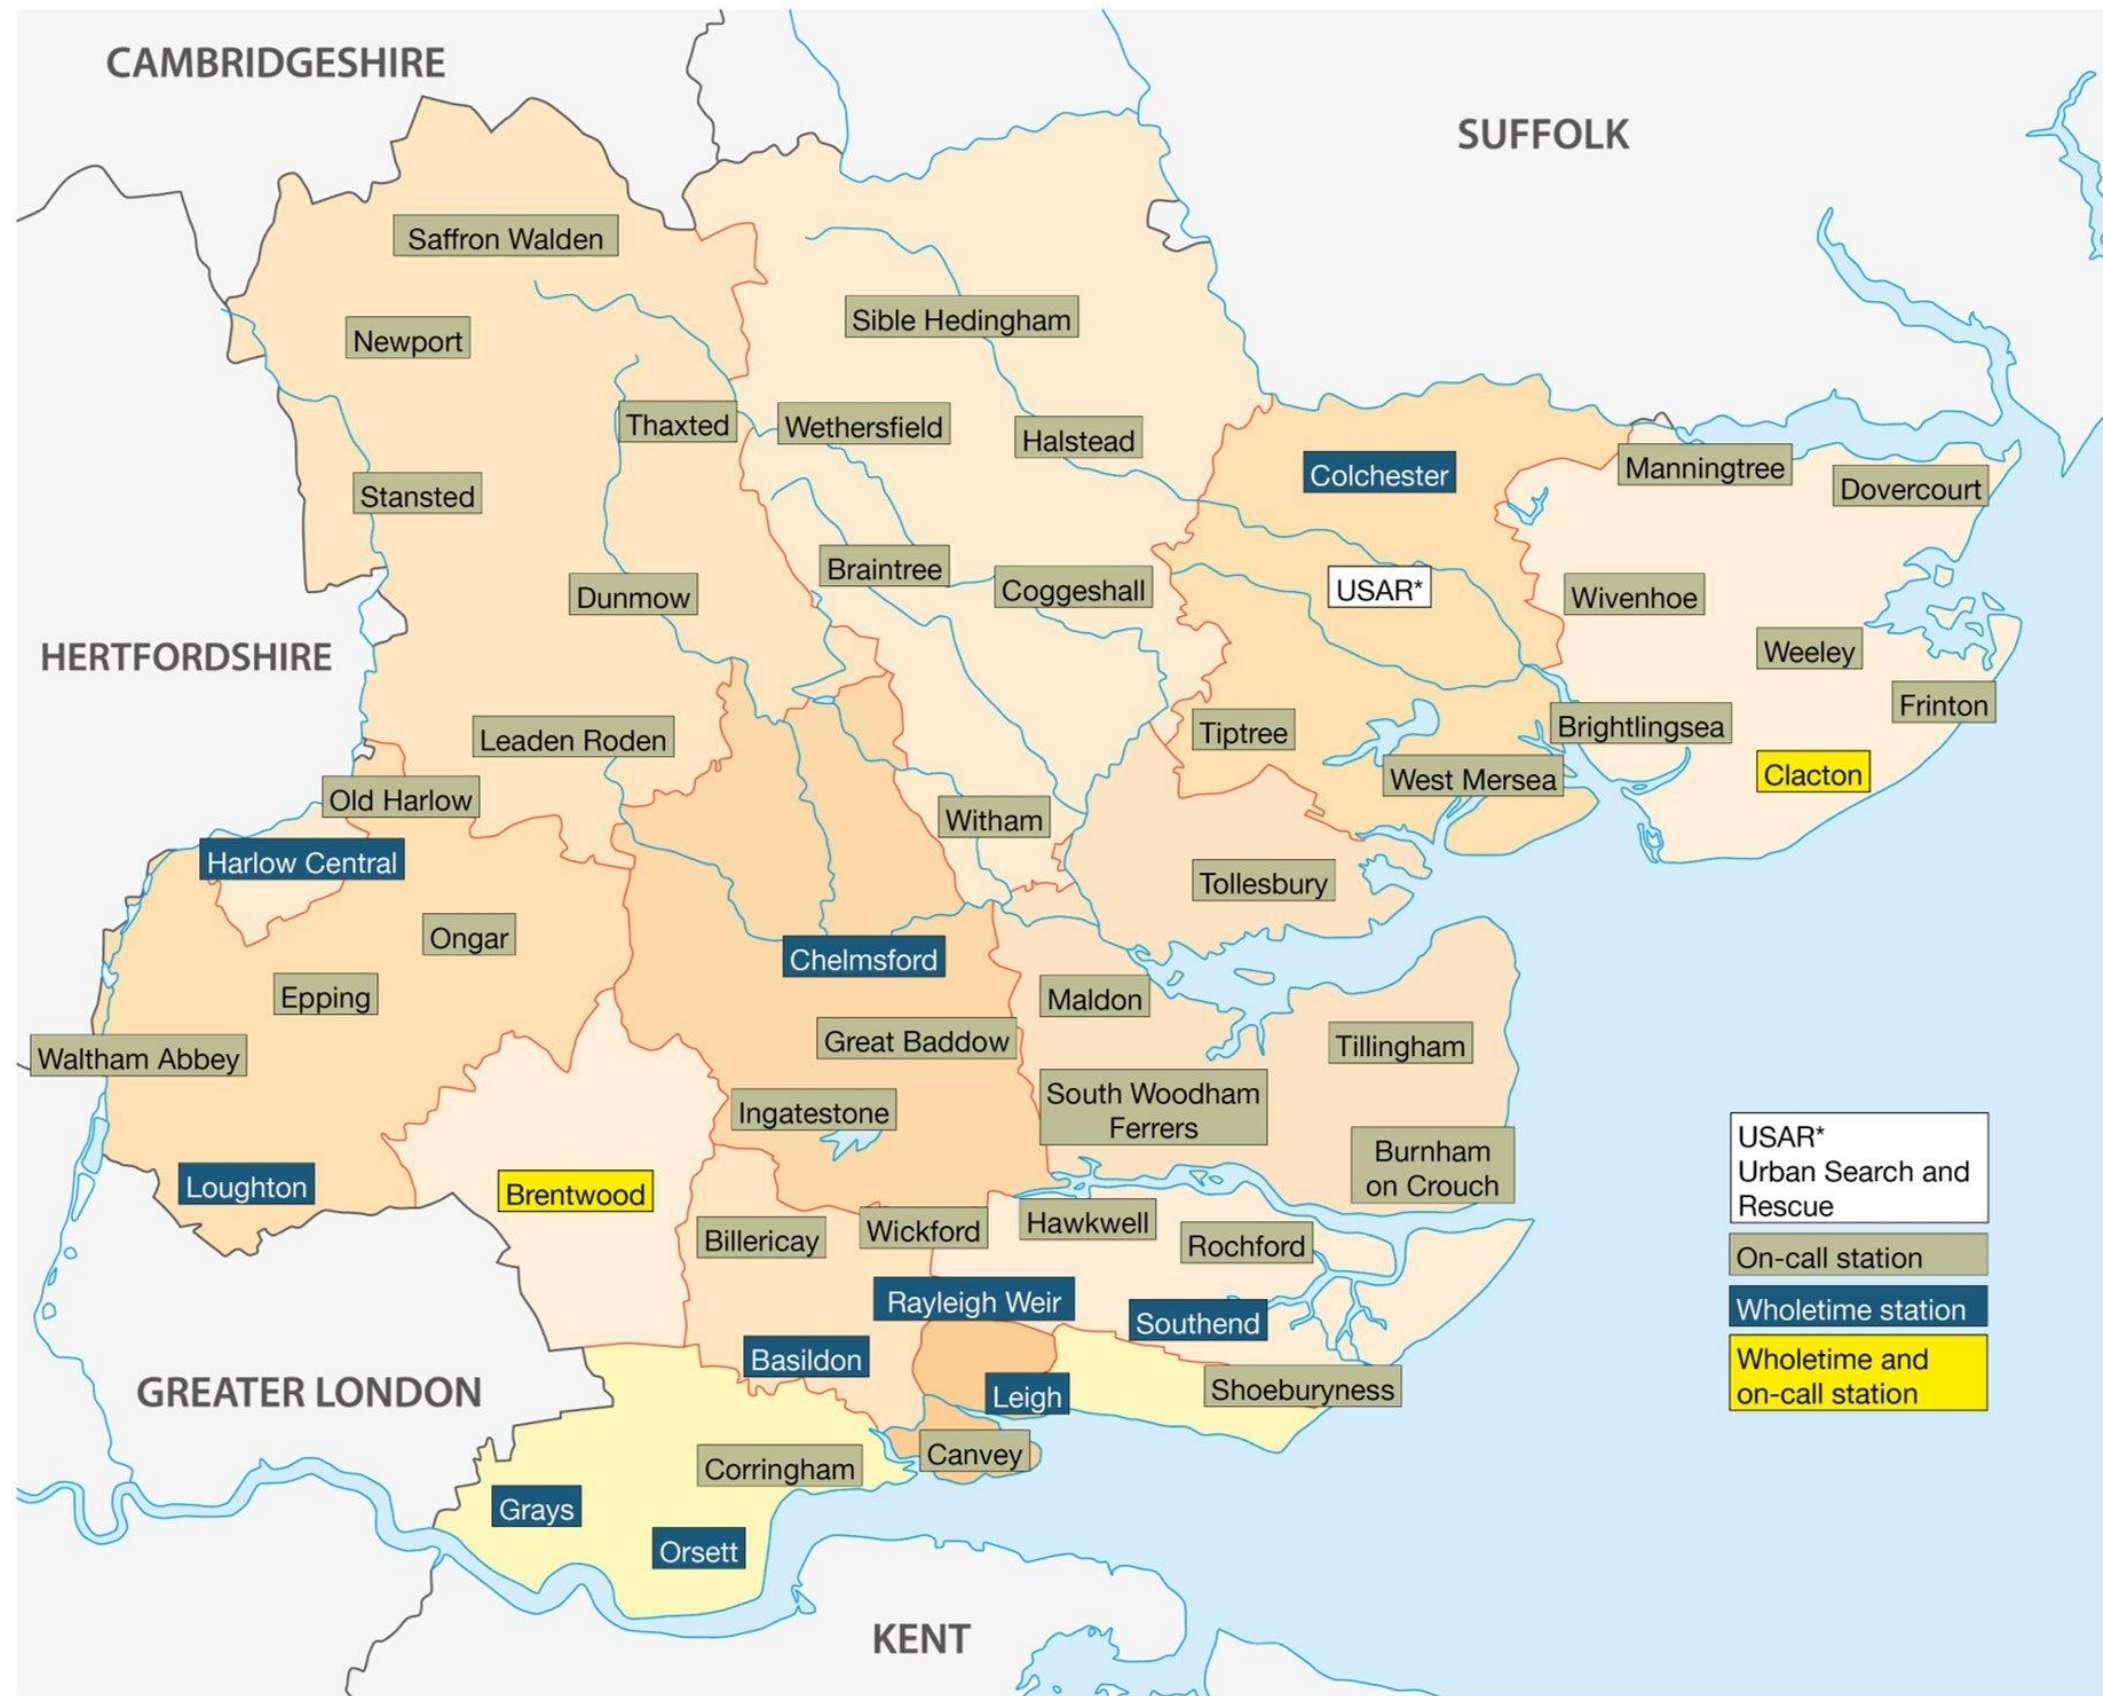 CAMBRIDGESHIRE
SUFFOLK
Saffron Walden
Newport
Sible Hedingham
Thaxted
Wethersfield
Halstead
Colchester
Manningtree
Dovercourt
Stansted
Braintree
Coggeshall
USAR*
Wivenhoe
Dunmow
HERTFORDSHIRE
Weeley
Frinton
Leaden Roden
Tiptree
Brightlingsea
West Mersea
Clacton
Old Harlow
Witham
Harlow Central
Tollesbury
Ongar
Chelmsford
Epping
Maldon
Great Baddow
Tillingham
Waltham Abbey
Ingatestone
South Woodham
Ferrers
Burnham
on Crouch
Loughton
Brentwood
Billericay
Wickford
Hawkwell
Rochford
Rayleigh Weir
Southend
Basildon
Leigh
Shoeburyness
GREATER LONDON
Corringham
Canvey
Grays
Orsett
KENT
USAR*
Urban Search and
Rescue
On-call station
Wholetime station
Wholetime and
on-call station